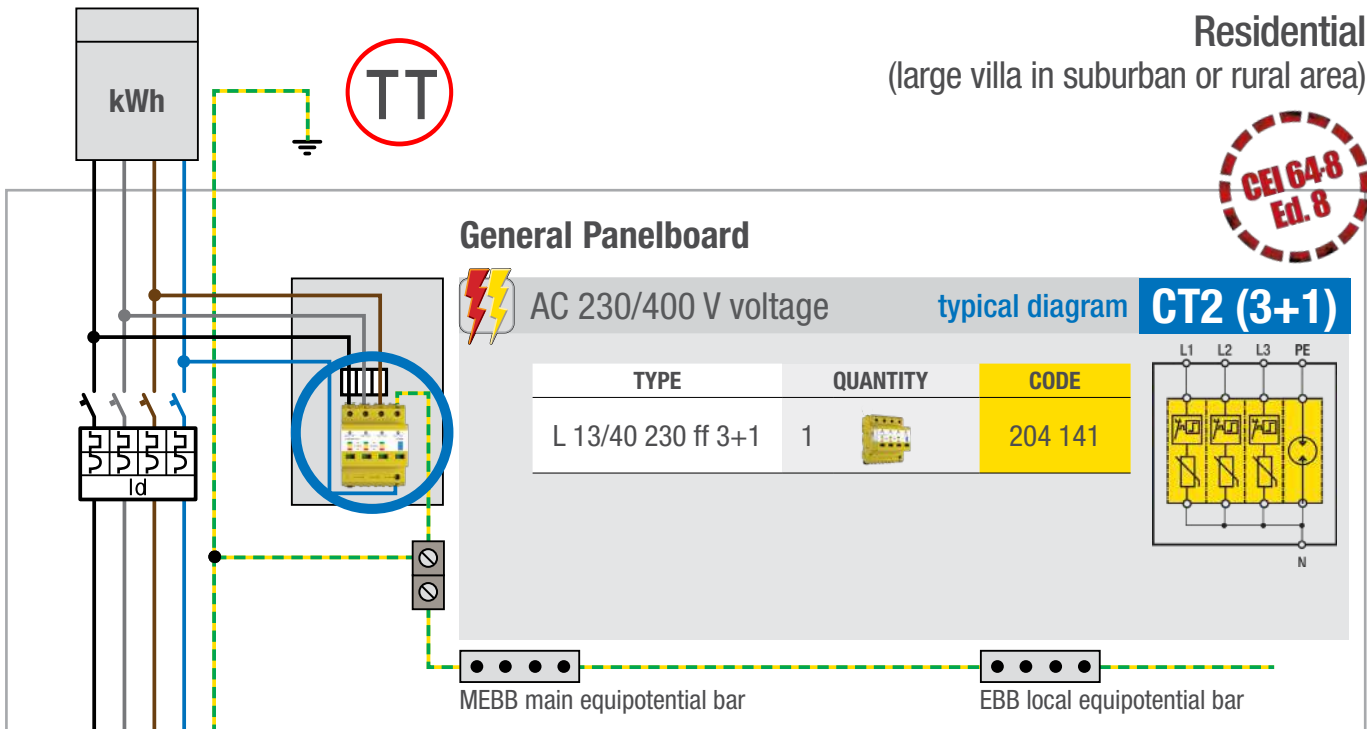 Residential
(large villa in suburban or rural area)
kWh
TT
CEI 64-8
Ed. 8
General Panelboard
AC 230/400 V voltage typical diagram CT2 (3+1)
L1 L2 L3 PE
TYPE QUANTITY CODE
L 13/40 230 ff 3+1 1 204 141
Id
N
MEBB main equipotential bar EBB local equipotential bar